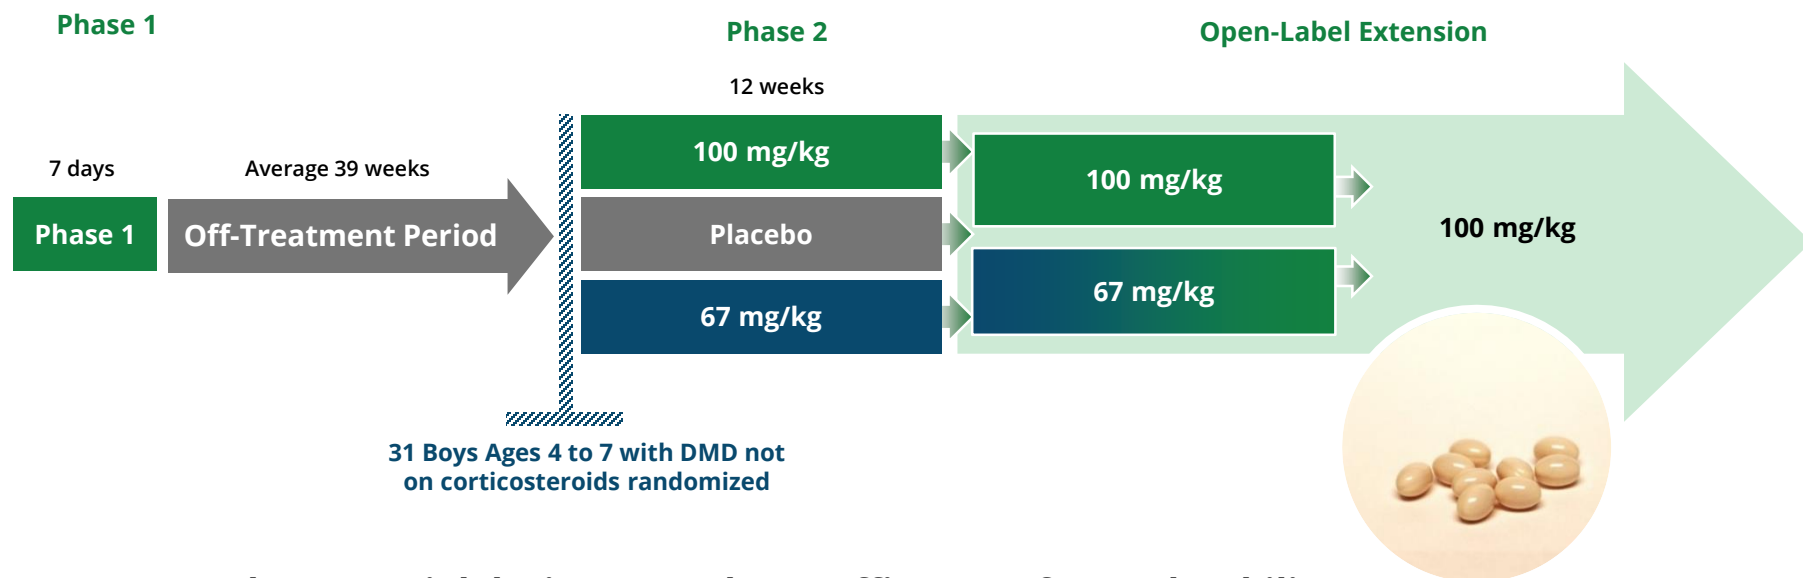 Phase 1
Phase 2
Open-Label Extension
12 weeks
7 days
Average 39 weeks
Phase 1
Off-Treatment Period
100 mg/kg
Placebo
67 mg/kg
100 mg/kg
67 mg/kg
100 mg/kg
31 Boys Ages 4 to 7 with DMD not
on corticosteroids randomized